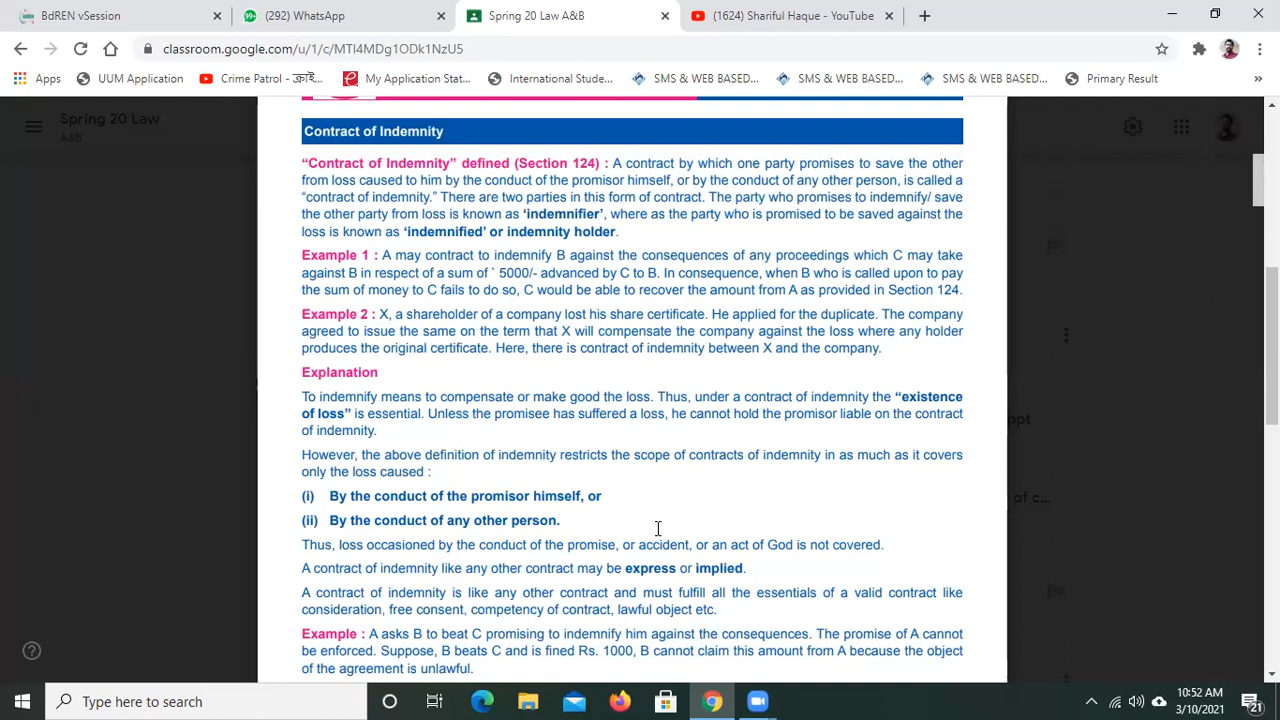 BdREN vSession
(292) WhatsApp
Spring 20 Law A&B
(1624) Shariful Haque - YouTube
classroom.google.com/u/1/c/MTI4MDg1ODk1NzU5
Apps
UUM Application
Crime Patrol - ক্রাই...
My Application Stat...
International Stude...
SMS & WEB BASED...
SMS & WEB BASED...
SMS & WEB BASED...
Primary Result
»
Spring 20 Law
A&B
Contract of Indemnity
“Contract of Indemnity” defined (Section 124) : A contract by which one party promises to save the other
from loss caused to him by the conduct of the promisor himself, or by the conduct of any other person, is called a
“contract of indemnity.” There are two parties in this form of contract. The party who promises to indemnify/ save
the other party from loss is known as ‘indemnifier’, where as the party who is promised to be saved against the
loss is known as ‘indemnified’ or indemnity holder.
Example 1 : A may contract to indemnify B against the consequences of any proceedings which C may take
against B in respect of a sum of ` 5000/- advanced by C to B. In consequence, when B who is called upon to pay
the sum of money to C fails to do so, C would be able to recover the amount from A as provided in Section 124.
Example 2 : X, a shareholder of a company lost his share certificate. He applied for the duplicate. The company
agreed to issue the same on the term that X will compensate the company against the loss where any holder
produces the original certificate. Here, there is contract of indemnity between X and the company.
Explanation
To indemnify means to compensate or make good the loss. Thus, under a contract of indemnity the “existence
of loss” is essential. Unless the promisee has suffered a loss, he cannot hold the promisor liable on the contract
of indemnity.
However, the above definition of indemnity restricts the scope of contracts of indemnity in as much as it covers
only the loss caused :
(i) By the conduct of the promisor himself, or
(ii) By the conduct of any other person.
Thus, loss occasioned by the conduct of the promise, or accident, or an act of God is not covered.
A contract of indemnity like any other contract may be express or implied.
A contract of indemnity is like any other contract and must fulfill all the essentials of a valid contract like
consideration, free consent, competency of contract, lawful object etc.
Example : A asks B to beat C promising to indemnify him against the consequences. The promise of A cannot
be enforced. Suppose, B beats C and is fined Rs. 1000, B cannot claim this amount from A because the object
of the agreement is unlawful.
ppt
of c...
Type here to search
10:52 AM
3/10/2021
21